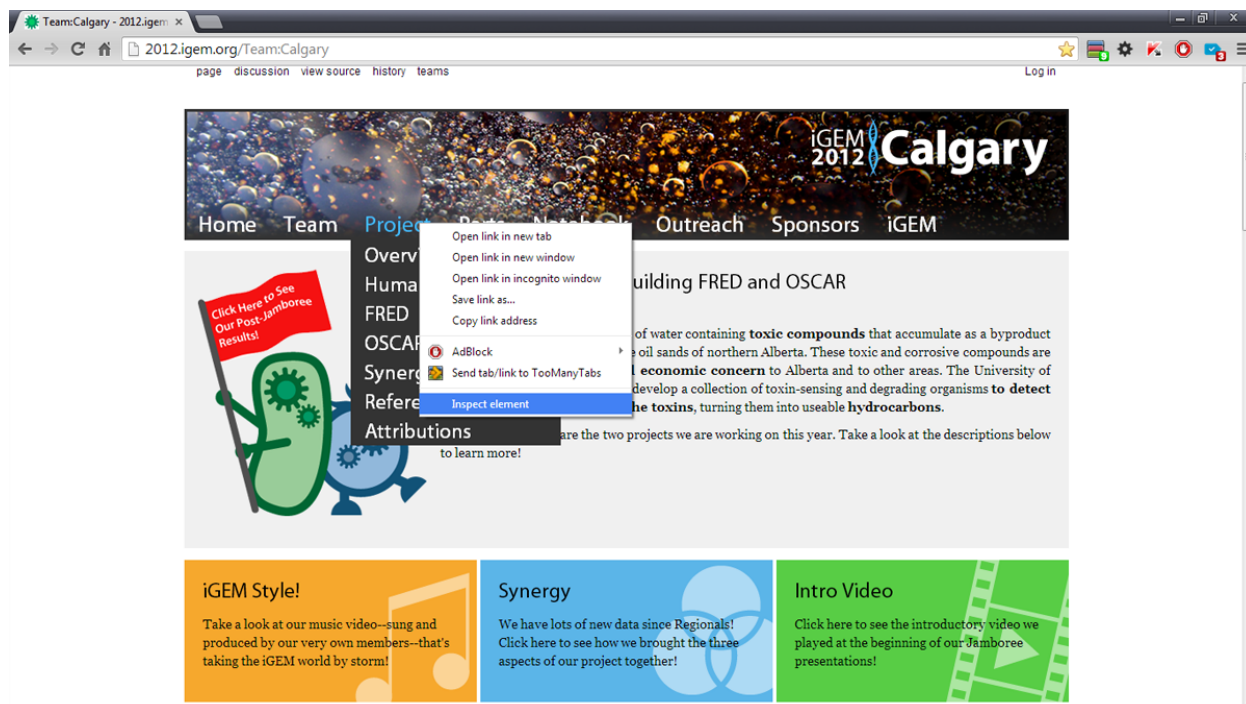 Team:Calgary - 2012.igem
2012.igem.org/Team:Calgary
page discussion view source history teams
Log in
iGEM
2012
Calgary
Home Team Project Parts Notebook Outreach Sponsors iGEM
Open link in new tab
Open link in new window
Open link in incognito window
Save link as...
Copy link address
AdBlock
Send tab/link to TooManyTabs
Inspect element
Overvi
Huma
FRED
OSCAR
Synerg
Refere
Attributions
Click Here to See
Our Post-Jamboree
Results!
uilding FRED and OSCAR
of water containing toxic compounds that accumulate as a byproduct
oil sands of northern Alberta. These toxic and corrosive compounds are
economic concern to Alberta and to other areas. The University of
develop a collection of toxin-sensing and degrading organisms to detect
he toxins, turning them into useable hydrocarbons.
are the two projects we are working on this year. Take a look at the descriptions below
to learn more!
iGEM Style!
Take a look at our music video--sung and
produced by our very own members--that's
taking the iGEM world by storm!
Synergy
We have lots of new data since Regionals!
Click here to see how we brought the three
aspects of our project together!
Intro Video
Click here to see the introductory video we
played at the beginning of our Jamboree
presentations!